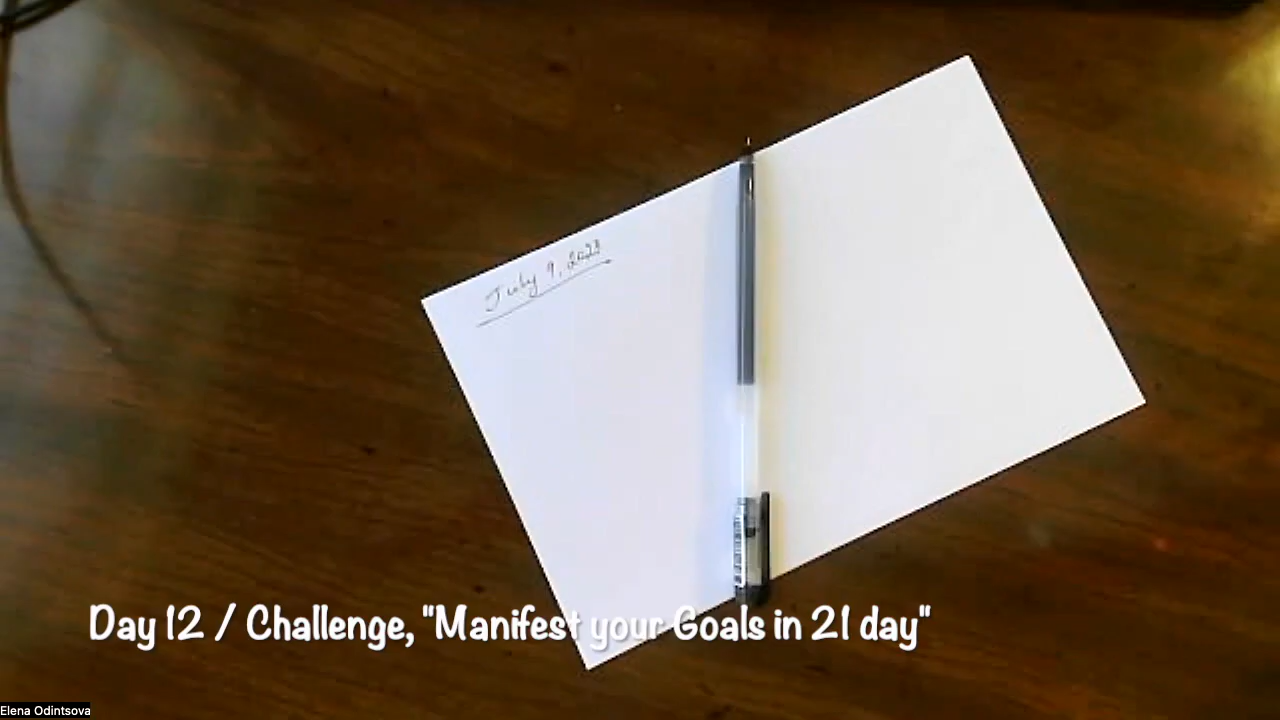 July 9, 2023
Day 12 / Challenge, "Manifest your Goals in 21 day"
Elena Odintsova